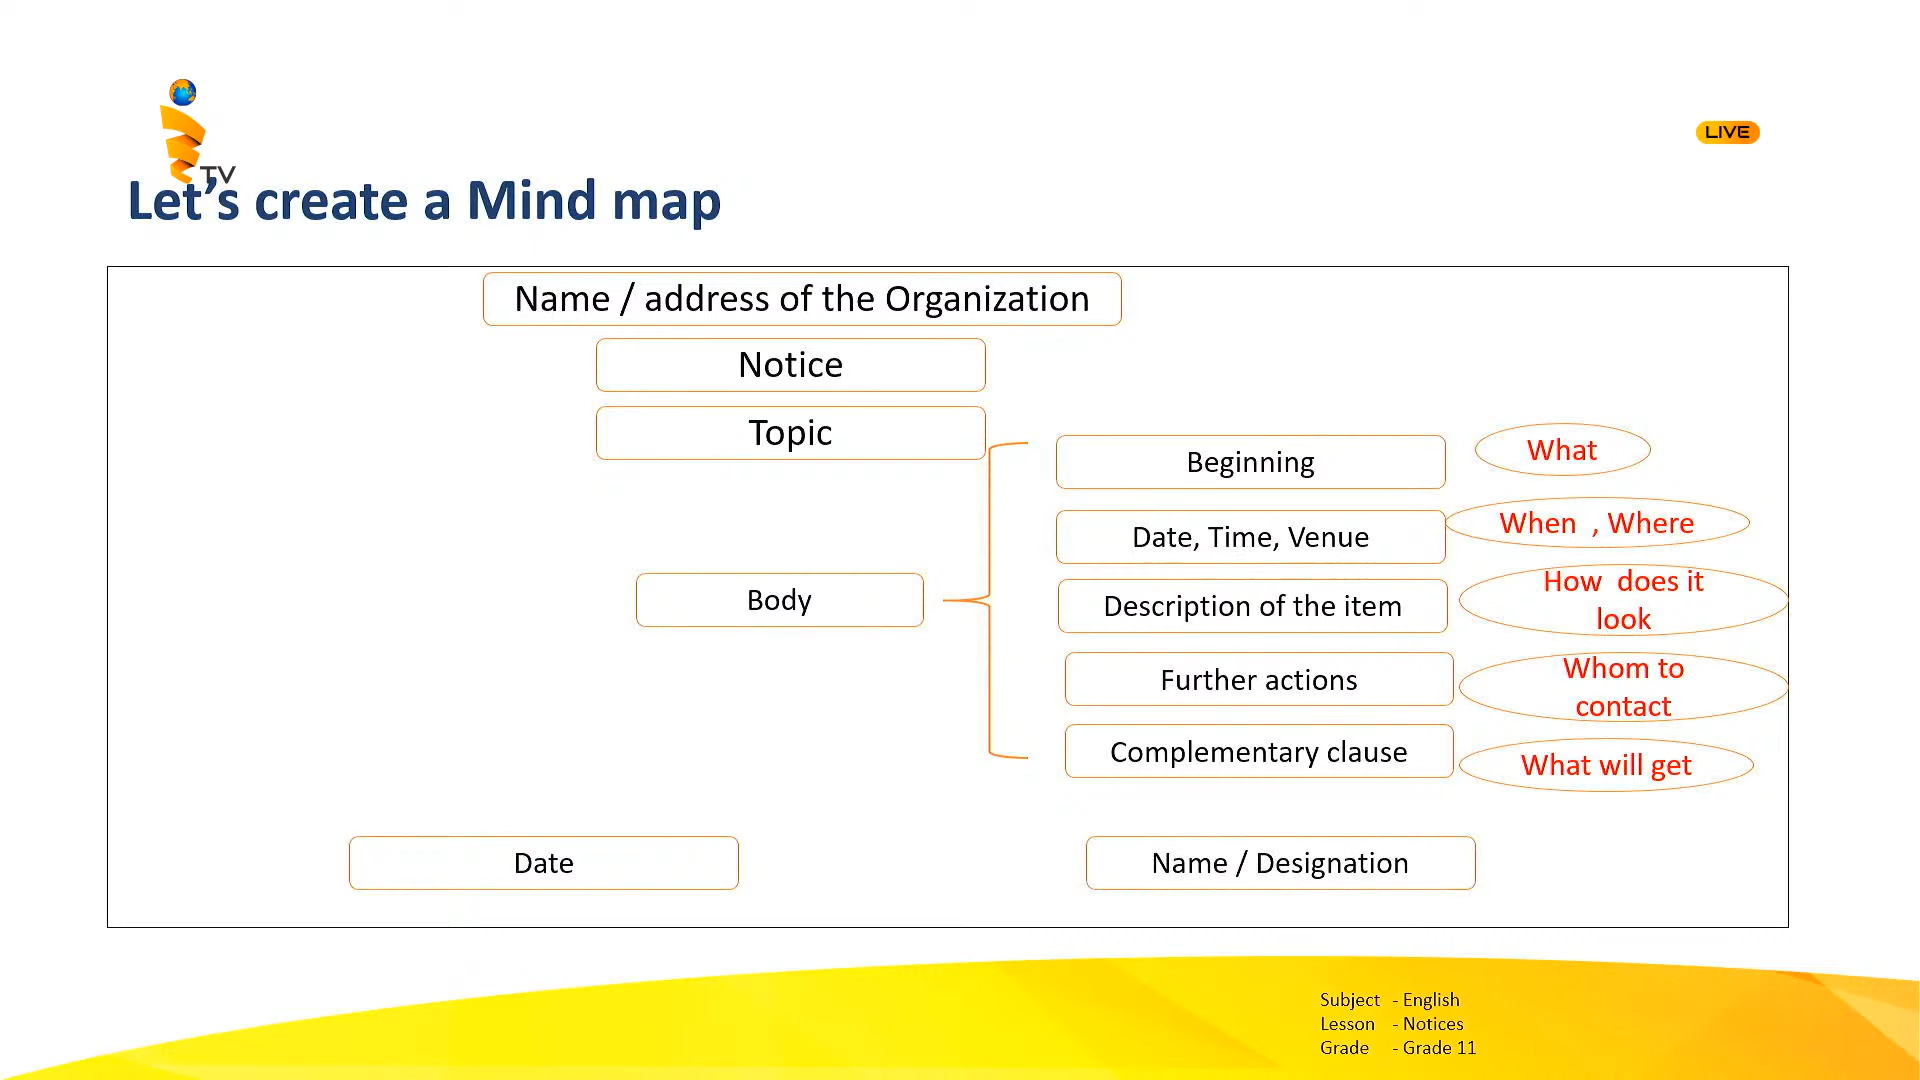 TV
LIVE
Let's create a Mind map
Name / address of the Organization
Notice
Topic
Beginning
What
Date, Time, Venue
When , Where
Body
Description of the item
How does it
look
Further actions
Whom to
contact
Complementary clause
What will get
Date
Name / Designation
Subject - English
Lesson - Notices
Grade - Grade 11